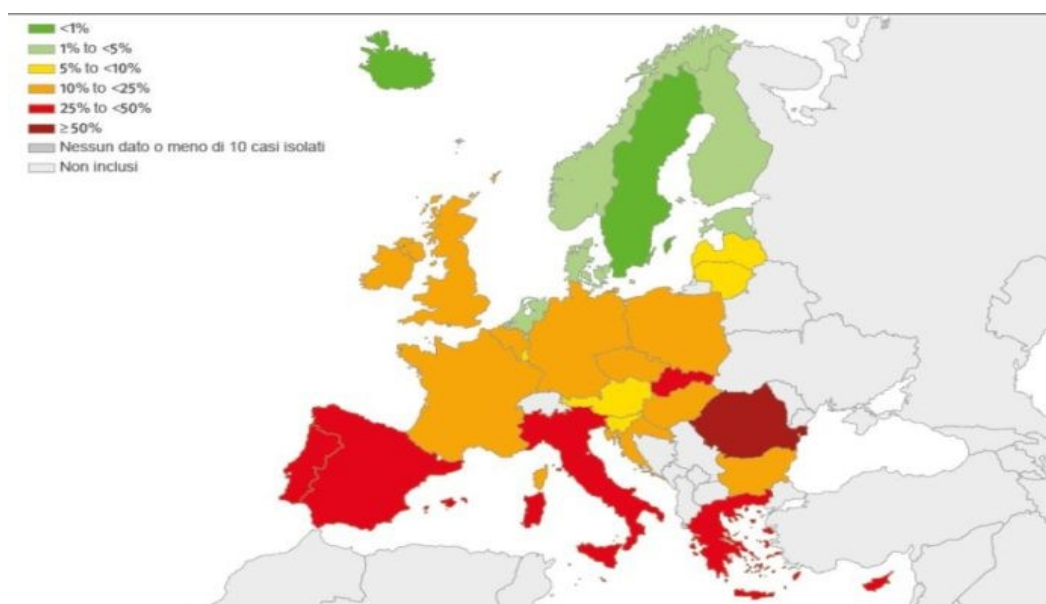 <1%
1% to <5%
5% to <10%
10% to <25%
25% to <50%
≥50%
Nessun dato o meno di 10 casi isolati
Non inclusi